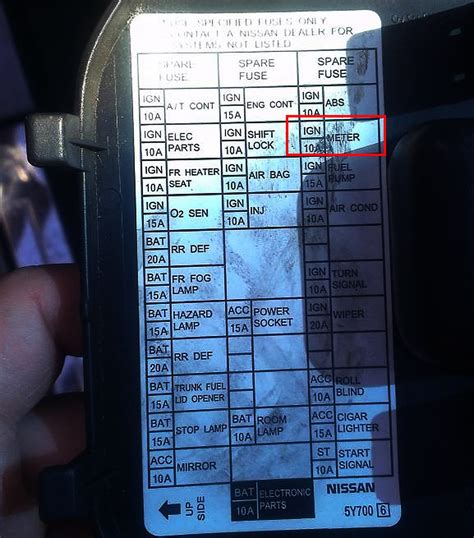 USE SPECIFIED FUSES ONLY
CONTACT A NISSAN DEALER FOR
SYSTEMS NOT LISTED
SPARE FUSE
SPARE FUSE
SPARE FUSE
IGN 10A A/T CONT
IGN 15A ENG CONT
IGN 10A ABS
IGN 10A ELEC PARTS
IGN 10A SHIFT LOCK
IGN 10A METER
IGN 10A FR HEATER SEAT
IGN 10A AIR BAG
IGN 15A FUEL PUMP
IGN 15A O2 SEN
IGN 10A INJ
IGN 10A AIR COND
BAT 20A RR DEF
BAT 15A FR FOG LAMP
IGN 10A TURN SIGNAL
BAT 15A HAZARD LAMP
ACC 15A POWER SOCKET
IGN 20A WIPER
BAT 20A RR DEF
BAT 15A TRUNK FUEL LID OPENER
ACC 10A ROLL BLIND
BAT 15A STOP LAMP
BAT 10A ROOM LAMP
ACC 15A CIGAR LIGHTER
ACC 10A MIRROR
ST 10A START SIGNAL
UP SIDE
BAT 10A ELECTRONIC PARTS
NISSAN
5Y700 6